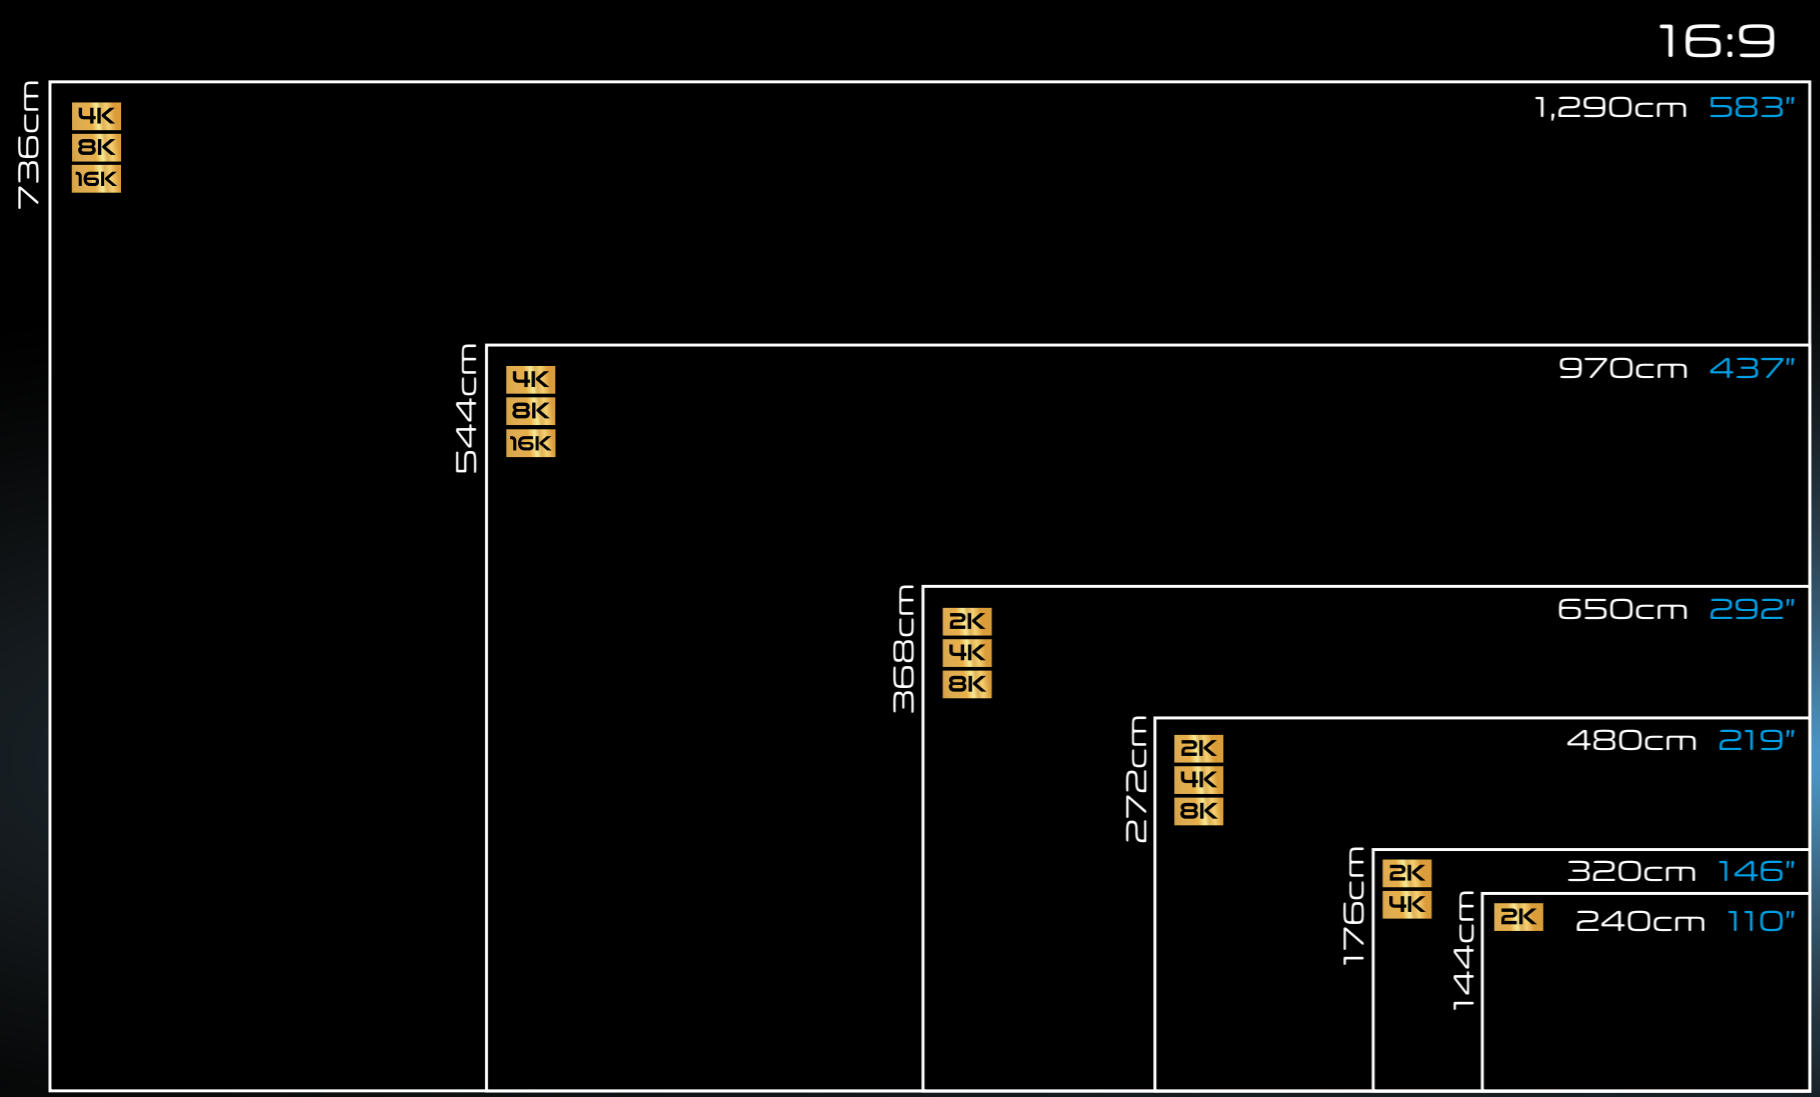 16:9
736cm
4K
8K
16K
1,290cm 583"
544cm
4K
8K
16K
970cm 437"
368cm
2K
4K
8K
650cm 292"
272cm
2K
4K
8K
480cm 219"
176cm
2K
4K
320cm 146"
144cm
2K
240cm 110"